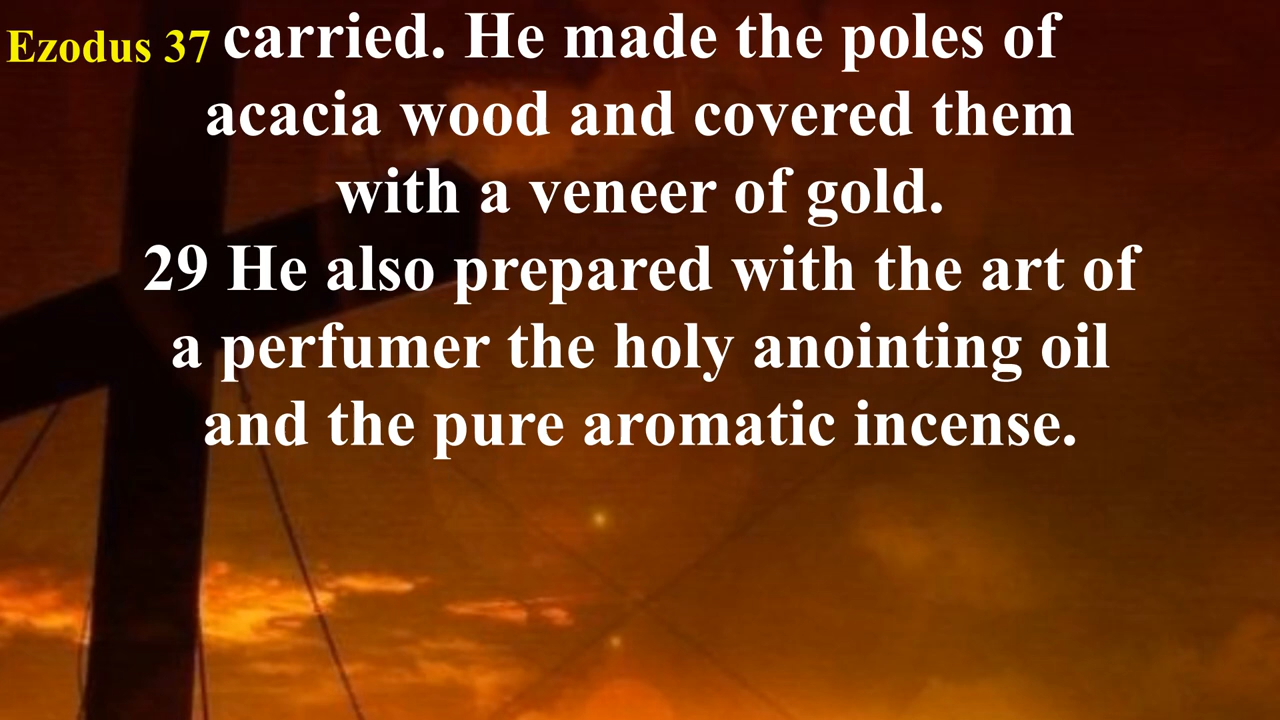 Ezodus 37
carried. He made the poles of
acacia wood and covered them
with a veneer of gold.
29 He also prepared with the art of
a perfumer the holy anointing oil
and the pure aromatic incense.